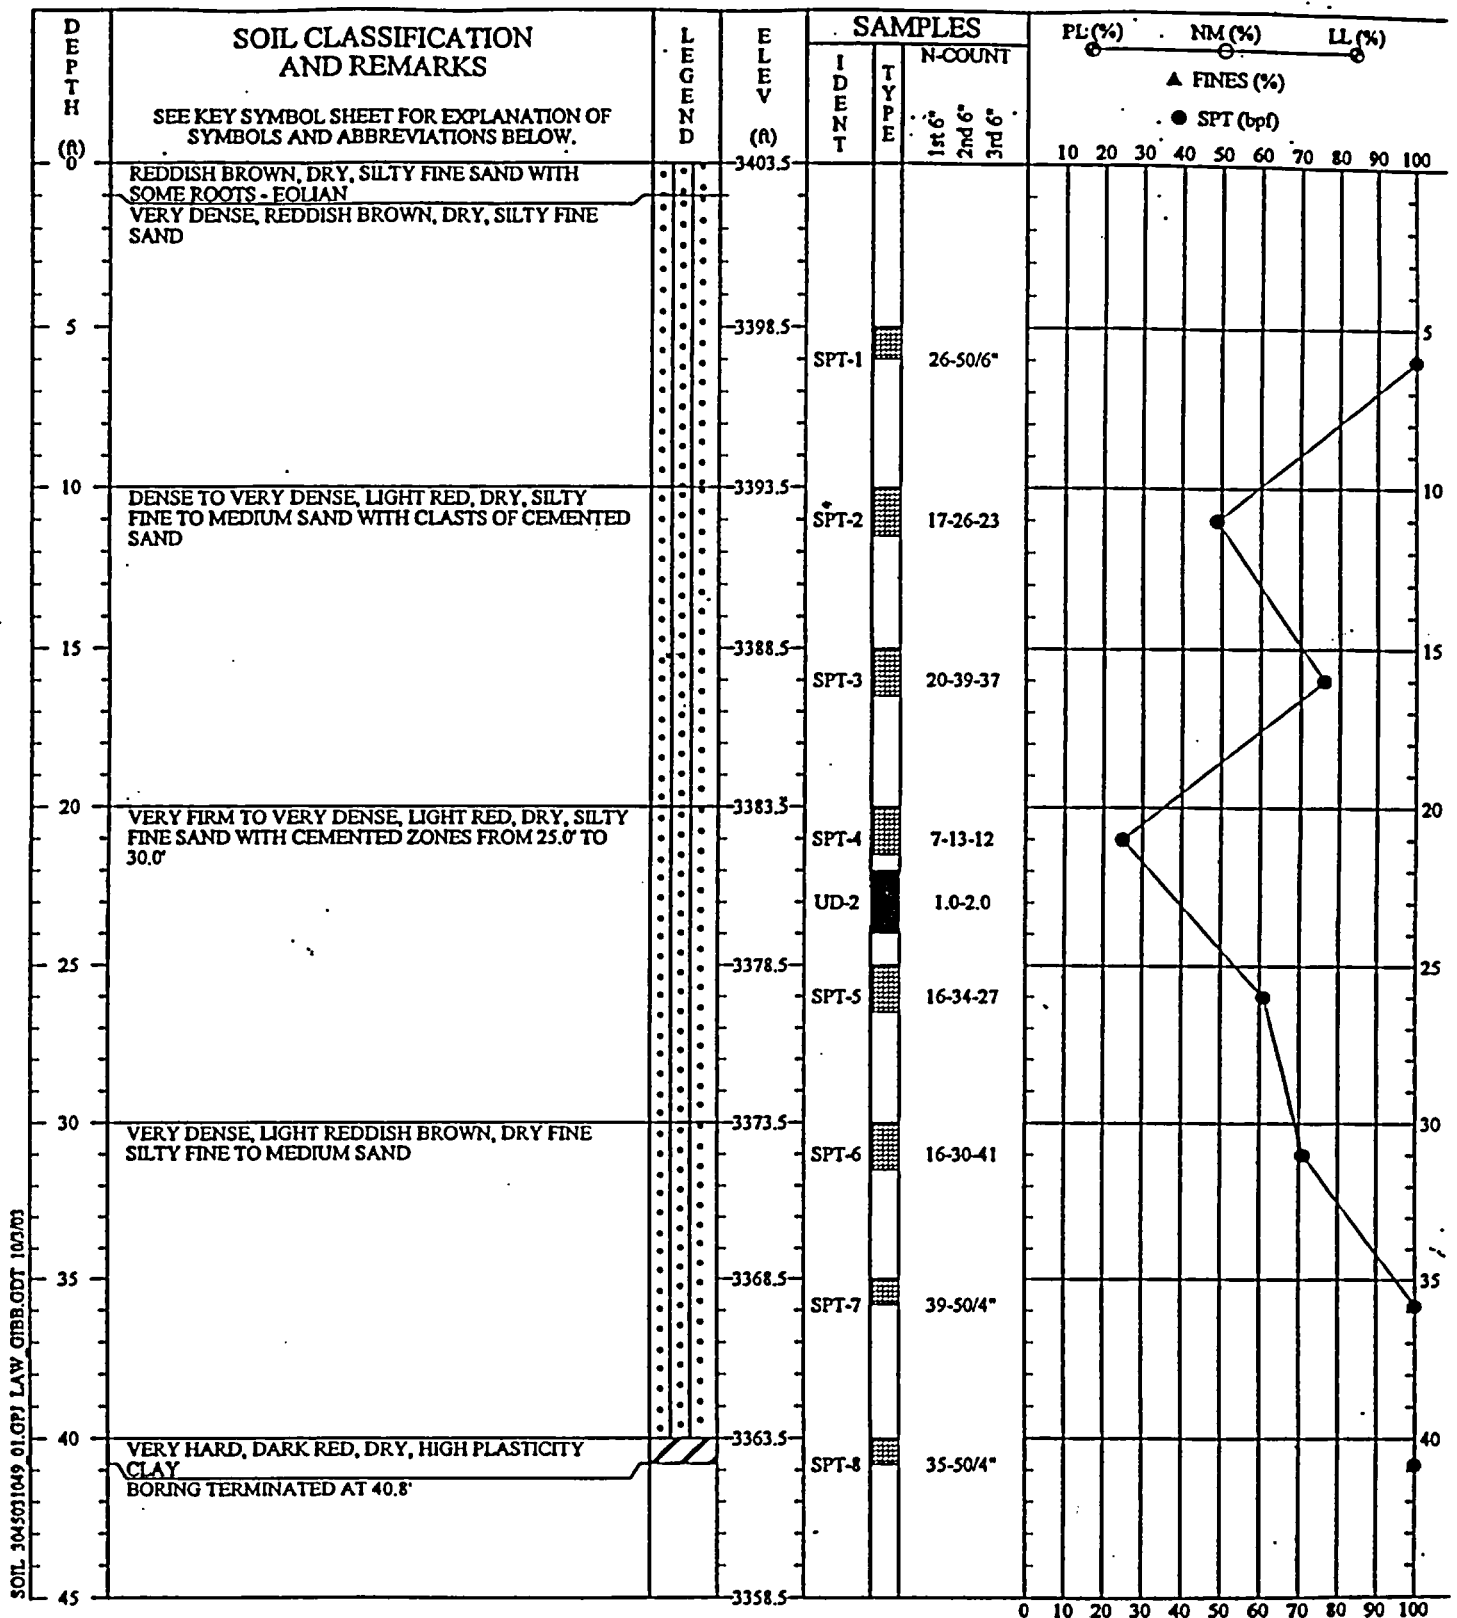 DEPTH
(ft)
SOIL CLASSIFICATION
AND REMARKS
SEE KEY SYMBOL SHEET FOR EXPLANATION OF
SYMBOLS AND ABBREVIATIONS BELOW.
LEGEND
ELEV
(ft)
SAMPLES
IDENT
TYPE
N-COUNT
1st 6"
2nd 6"
3rd 6"
PL (%) NM (%) LL (%)
▲ FINES (%)
● SPT (bpf)
10 20 30 40 50 60 70 80 90 100
0 3403.5
REDDISH BROWN, DRY, SILTY FINE SAND WITH
SOME ROOTS - EOLIAN
VERY DENSE, REDDISH BROWN, DRY, SILTY FINE
SAND
5 3398.5 5
SPT-1 26-50/6"
10 3393.5 10
DENSE TO VERY DENSE, LIGHT RED, DRY, SILTY
FINE TO MEDIUM SAND WITH CLASTS OF CEMENTED
SAND
SPT-2 17-26-23
15 3388.5 15
SPT-3 20-39-37
20 3383.5 20
VERY FIRM TO VERY DENSE, LIGHT RED, DRY, SILTY
FINE SAND WITH CEMENTED ZONES FROM 25.0' TO
30.0'
SPT-4 7-13-12
UD-2 1.0-2.0
25 3378.5 25
SPT-5 16-34-27
30 3373.5 30
VERY DENSE, LIGHT REDDISH BROWN, DRY FINE
SILTY FINE TO MEDIUM SAND
SPT-6 16-30-41
35 3368.5 35
SPT-7 39-50/4"
40 3363.5 40
VERY HARD, DARK RED, DRY, HIGH PLASTICITY
CLAY
SPT-8 35-50/4"
BORING TERMINATED AT 40.8'
45 3358.5
0 10 20 30 40 50 60 70 80 90 100
SOIL 3045031049_01.GPJ LAW_GIBB.GDT 10/3/03